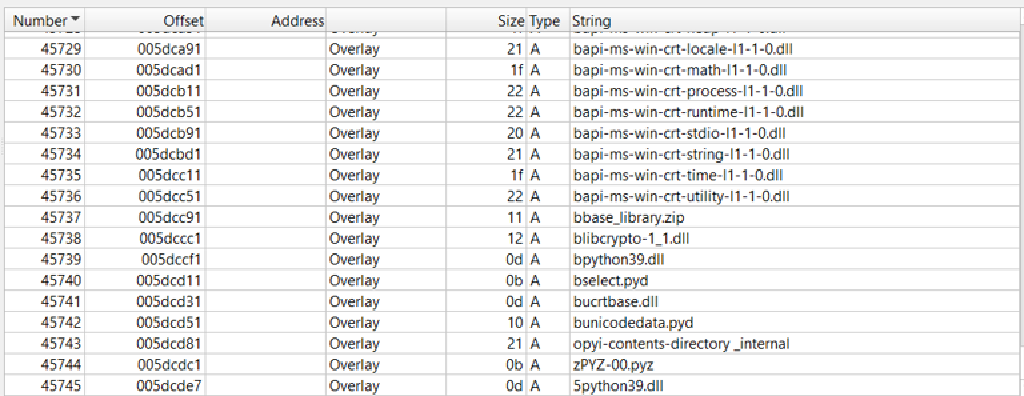 Number Offset Address Size Type String
45729 005dca91 Overlay 21 A bapi-ms-win-crt-locale-l1-1-0.dll
45730 005dcad1 Overlay 1f A bapi-ms-win-crt-math-l1-1-0.dll
45731 005dcb11 Overlay 22 A bapi-ms-win-crt-process-l1-1-0.dll
45732 005dcb51 Overlay 22 A bapi-ms-win-crt-runtime-l1-1-0.dll
45733 005dcb91 Overlay 20 A bapi-ms-win-crt-stdio-l1-1-0.dll
45734 005dcbd1 Overlay 21 A bapi-ms-win-crt-string-l1-1-0.dll
45735 005dcc11 Overlay 1f A bapi-ms-win-crt-time-l1-1-0.dll
45736 005dcc51 Overlay 22 A bapi-ms-win-crt-utility-l1-1-0.dll
45737 005dcc91 Overlay 11 A bbase_library.zip
45738 005dccc1 Overlay 12 A blibcrypto-1_1.dll
45739 005dccf1 Overlay 0d A bpython39.dll
45740 005dcd11 Overlay 0b A bselect.pyd
45741 005dcd31 Overlay 0d A bucrtbase.dll
45742 005dcd51 Overlay 10 A bunicodedata.pyd
45743 005dcd81 Overlay 21 A opyi-contents-directory _internal
45744 005dcdc1 Overlay 0b A zPYZ-00.pyz
45745 005dcde7 Overlay 0d A 5python39.dll